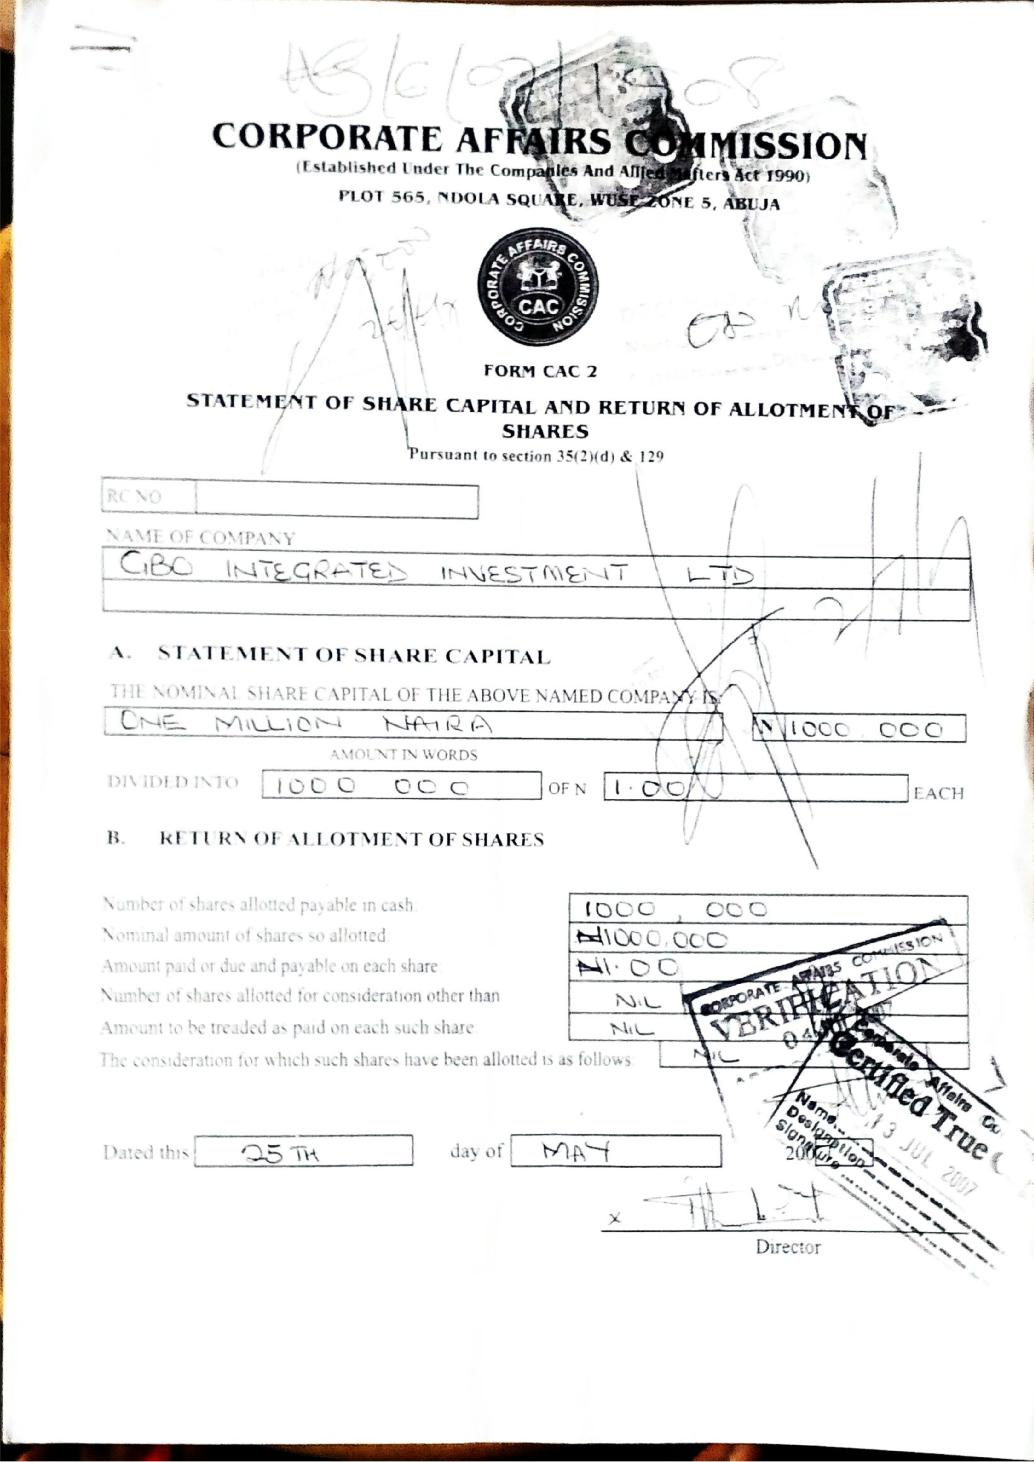 CORPORATE AFFAIRS COMMISSION
(Established Under The Companies And Allied Matters Act 1990)
PLOT 565, NDOLA SQUARE, WUSE ZONE 5, ABUJA
CORPORATE AFFAIRS COMMISSION
CAC
FORM CAC 2
STATEMENT OF SHARE CAPITAL AND RETURN OF ALLOTMENT OF
SHARES
Pursuant to section 35(2)(d) & 129
RC NO
NAME OF COMPANY
INTEGRATED INVESTMENT LTD
A. STATEMENT OF SHARE CAPITAL
THE NOMINAL SHARE CAPITAL OF THE ABOVE NAMED COMPANY IS:
ONE MILLION NAIRA N 1000 000
AMOUNT IN WORDS
DIVIDED INTO 1000 000 OF N 1.00 EACH
B. RETURN OF ALLOTMENT OF SHARES
Number of shares allotted payable in cash: 1000, 000
Nominal amount of shares so allotted: ₦1000,000
Amount paid or due and payable on each share: ₦1.00
Number of shares allotted for consideration other than NIL
Amount to be treaded as paid on each such share: NIL
The consideration for which such shares have been allotted is as follows: NIL
CORPORATE AFFAIRS COMMISSION
VERIFICATION
Corporate Affairs
Certified True
Name
Designation
Signature
13 JUL 2007
Dated this 25TH day of MAY 200
x
Director